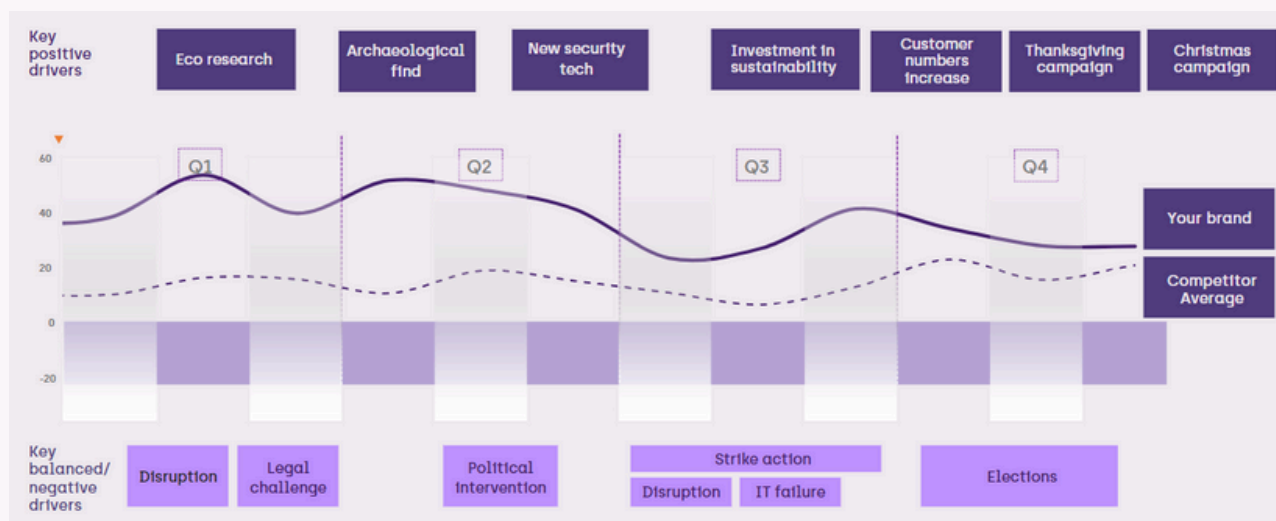 Key
positive
drivers
Eco research
Archaeological
find
New security
tech
Investment in
sustainability
Customer
numbers
increase
Thanksgiving
campaign
Christmas
campaign
60
40
20
0
-20
Q1
Q2
Q3
Q4
Your brand
Competitor
Average
Key
balanced/
negative
drivers
Disruption
Legal
challenge
Political
intervention
Strike action
Disruption
IT failure
Elections